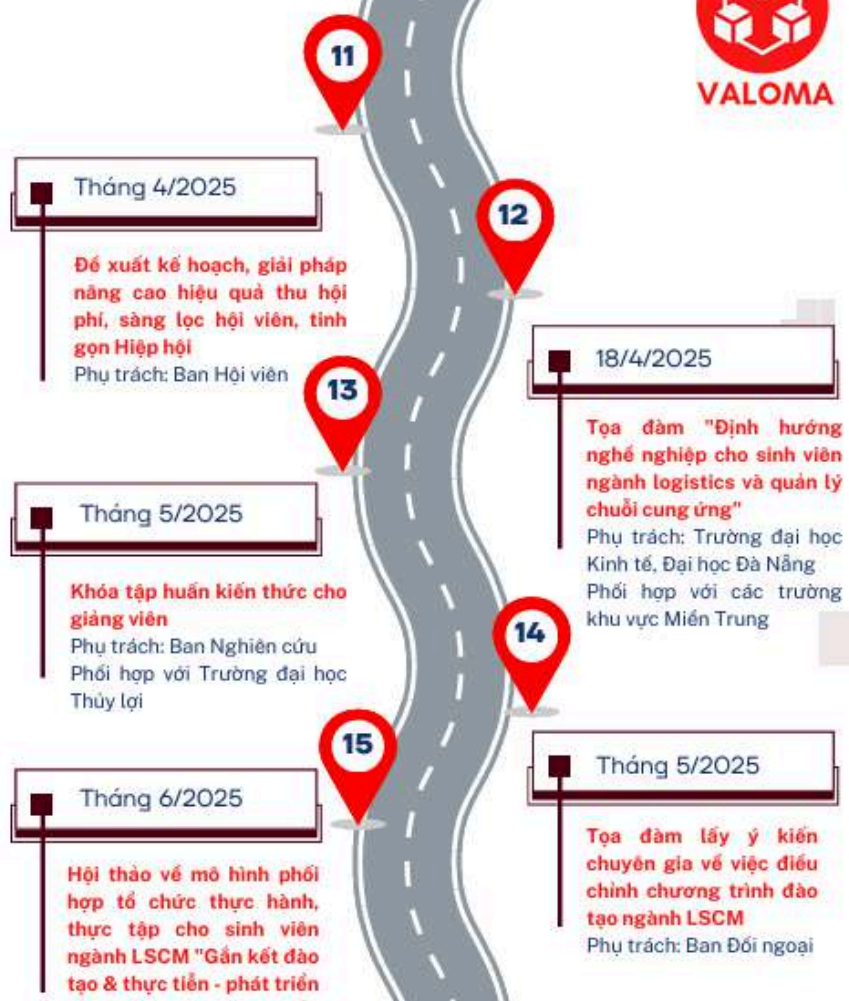 VALOMA
11
Tháng 4/2025
Đề xuất kế hoạch, giải pháp
nâng cao hiệu quả thu hội
phí, sàng lọc hội viên, tinh
gọn Hiệp hội
Phụ trách: Ban Hội viên
12
18/4/2025
Tọa đàm "Định hướng
nghề nghiệp cho sinh viên
ngành logistics và quản lý
chuỗi cung ứng"
Phụ trách: Trường đại học
Kinh tế, Đại học Đà Nẵng
Phối hợp với các trường
khu vực Miền Trung
13
Tháng 5/2025
Khóa tập huấn kiến thức cho
giảng viên
Phụ trách: Ban Nghiên cứu
Phối hợp với Trường đại học
Thủy lợi
14
Tháng 5/2025
Tọa đàm lấy ý kiến
chuyên gia về việc điều
chỉnh chương trình đào
tạo ngành LSCM
Phụ trách: Ban Đối ngoại
15
Tháng 6/2025
Hội thảo về mô hình phối
hợp tổ chức thực hành,
thực tập cho sinh viên
ngành LSCM "Gắn kết đào
tạo & thực tiễn - phát triển